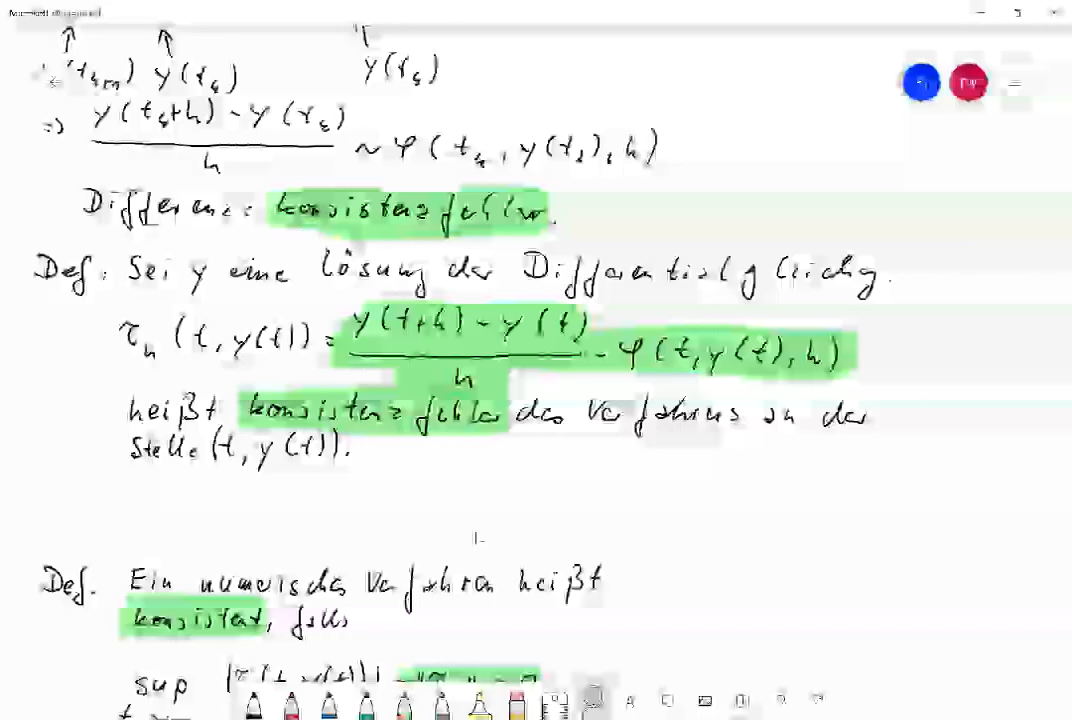 y(t_k)
y(t_k)
=> y(t_k+h) - y(t_k) / h ~ φ(t_k, y(t_k), h)
Differenz: Konsistenzfehler.
Def: Sei y eine Lösung der Differentialgleichg.
τ_h (t, y(t)) = y(t+h) - y(t) / h - φ(t, y(t), h)
heißt Konsistenzfehler des Verfahrens an der
Stelle (t, y(t)).
Def. Ein numerisches Verfahren heißt
konsistent, falls
sup |τ (t, y(t))|